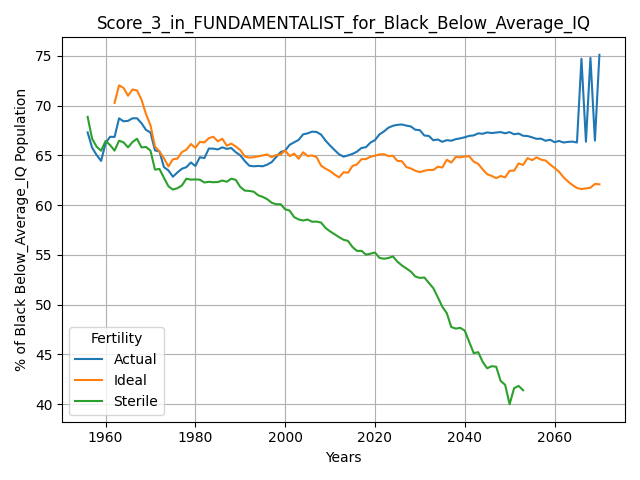 Score_3_in_FUNDAMENTALIST_for_Black_Below_Average_IQ
% of Black Below_Average_IQ Population
75
70
65
60
55
50
45
40
Fertility
Actual
Ideal
Sterile
1960
1980
2000
2020
2040
2060
Years